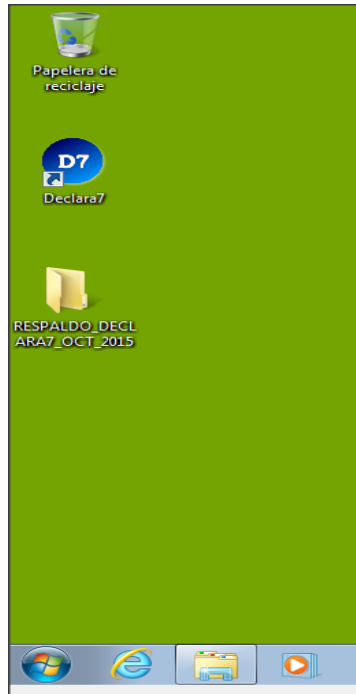 Papelera de
reciclaje
D7
Declara7
RESPALDO_DECL
ARA7_OCT_2015